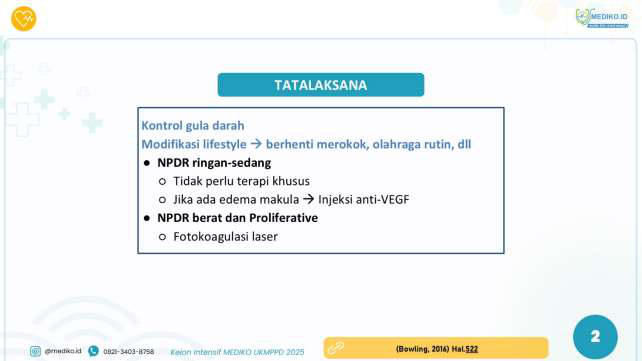 MEDIKO.ID
TATALAKSANA
Kontrol gula darah
Modifikasi lifestyle → berhenti merokok, olahraga rutin, dll
● NPDR ringan-sedang
○ Tidak perlu terapi khusus
○ Jika ada edema makula → Injeksi anti-VEGF
● NPDR berat dan Proliferative
○ Fotokoagulasi laser
2
@mediko.id 0821-3403-8758 Kelon Intensif MEDIKO UKMPPD 2025
(Bowling, 2016) Hal.522